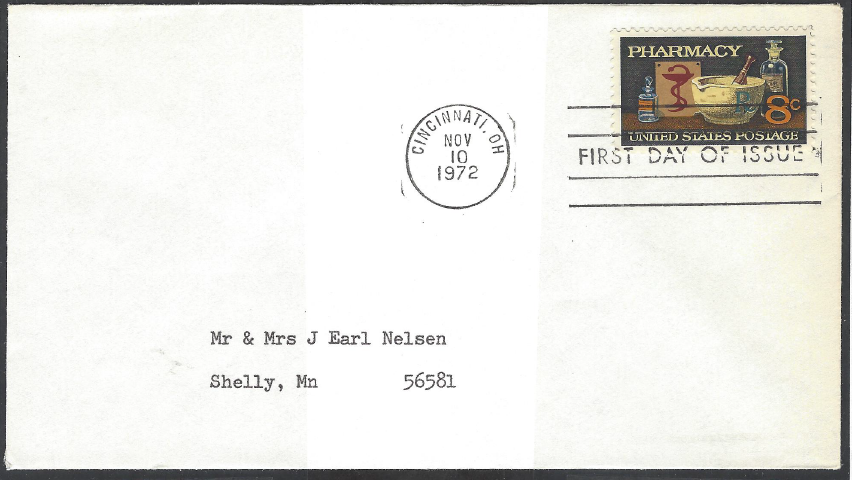 PHARMACY
Rx 8c
UNITED STATES POSTAGE
CINCINNATI, OH
NOV
10
1972
FIRST DAY OF ISSUE
Mr & Mrs J Earl Nelsen
Shelly, Mn 56581